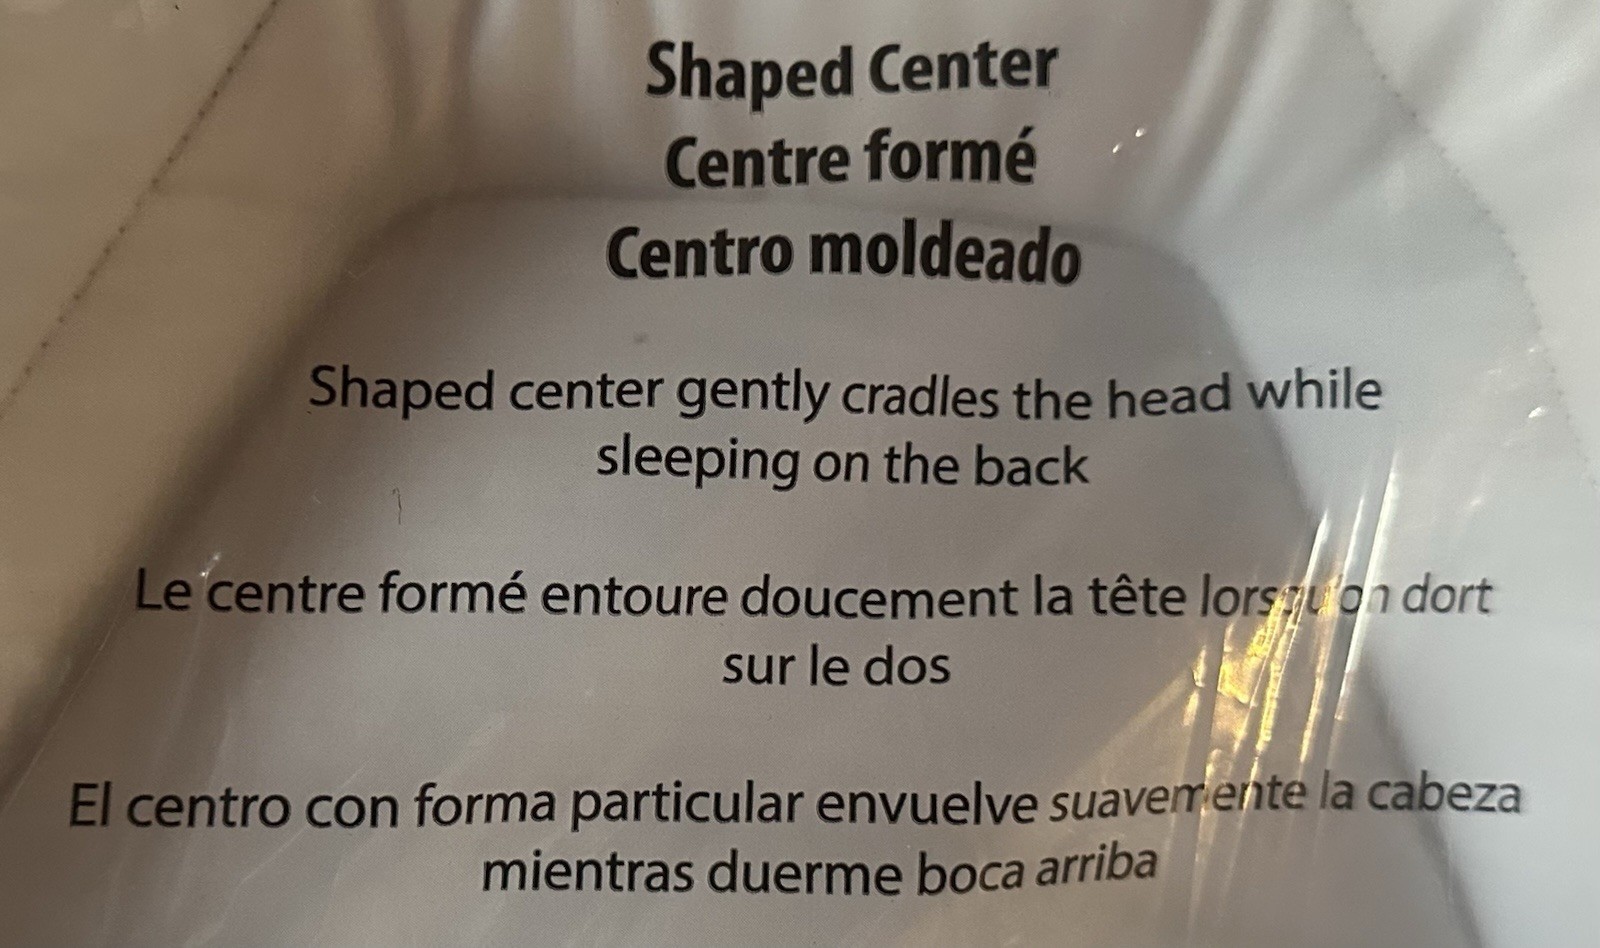 Shaped Center
Centre formé
Centro moldeado
Shaped center gently cradles the head while
sleeping on the back
Le centre formé entoure doucement la tête lorsqu'on dort
sur le dos
El centro con forma particular envuelve suavemente la cabeza
mientras duerme boca arriba